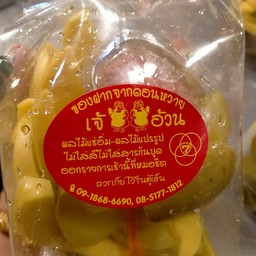 ของฝากจากดอนหวาย
เจ๊ อ้วน
ผลไม้แช่อิ่ม-ผลไม้แปรรูป
ไม่ใส่สีไม่ใส่สารกันบูด
ออกรายการเช้านี้ที่หมอชิต
ควรเก็บไว้ในตู้เย็น
09-1868-6690, 08-5177-1812
7